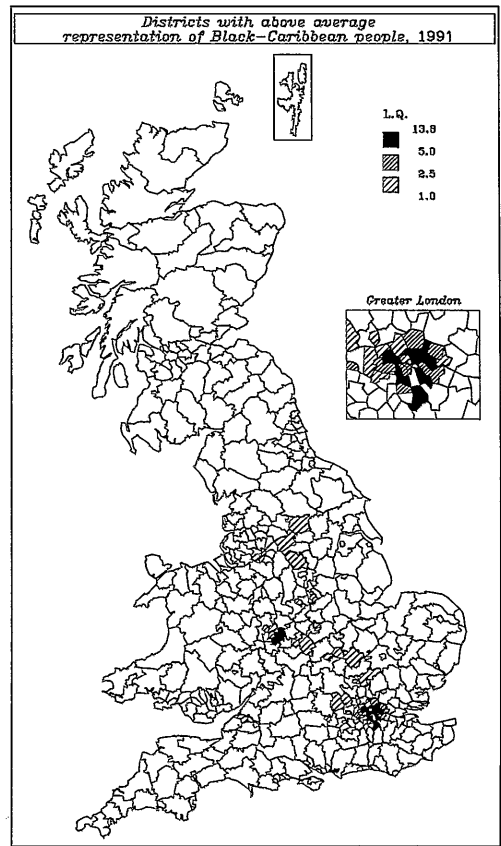 Districts with above average
representation of Black-Caribbean people, 1991
L.Q.
13.9
5.0
2.5
1.0
Greater London